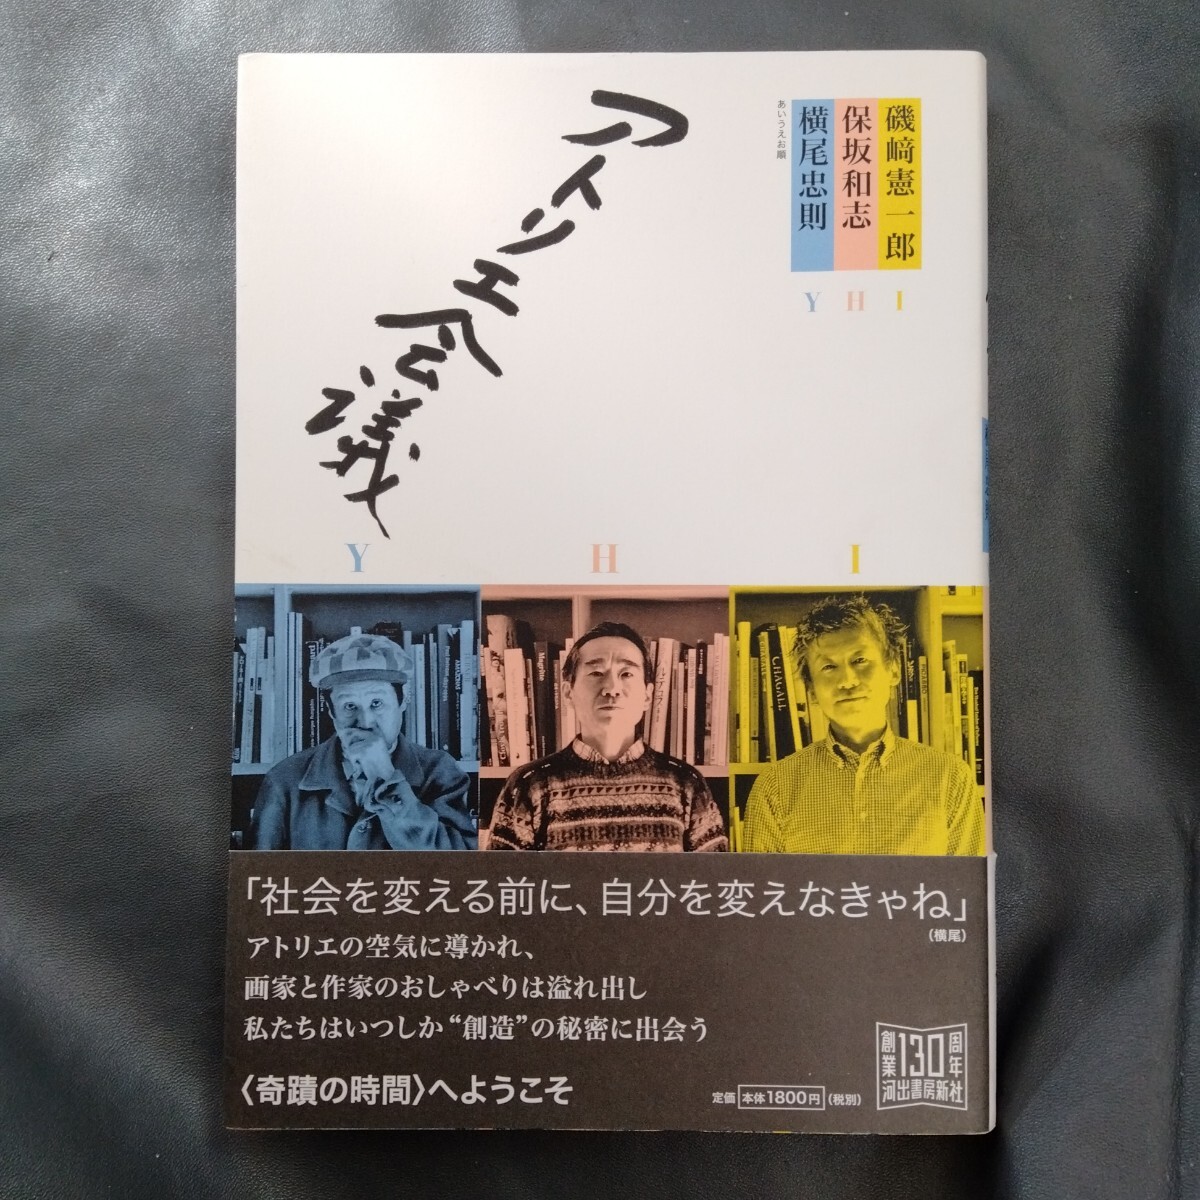 アトリエ会議
磯﨑憲一郎
保坂和志
横尾忠則
あいうえお順
Y H I
Y H I
CHAGALL
「社会を変える前に、自分を変えなきゃね」
(横尾)
アトリエの空気に導かれ、
画家と作家のおしゃべりは溢れ出し
私たちはいつしか“創造”の秘密に出会う
〈奇蹟の時間〉へようこそ
定価 本体1800円 (税別)
創業130周年
河出書房新社